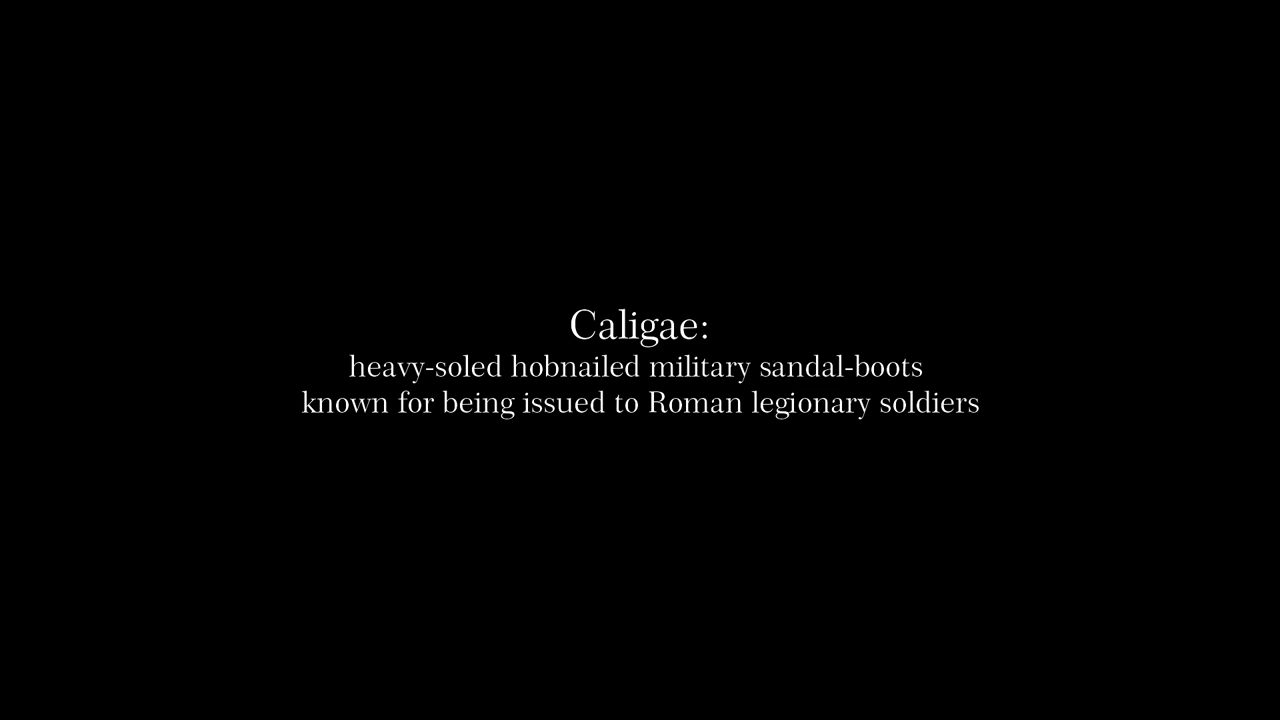 Caligae:
heavy-soled hobnailed military sandal-boots
known for being issued to Roman legionary soldiers